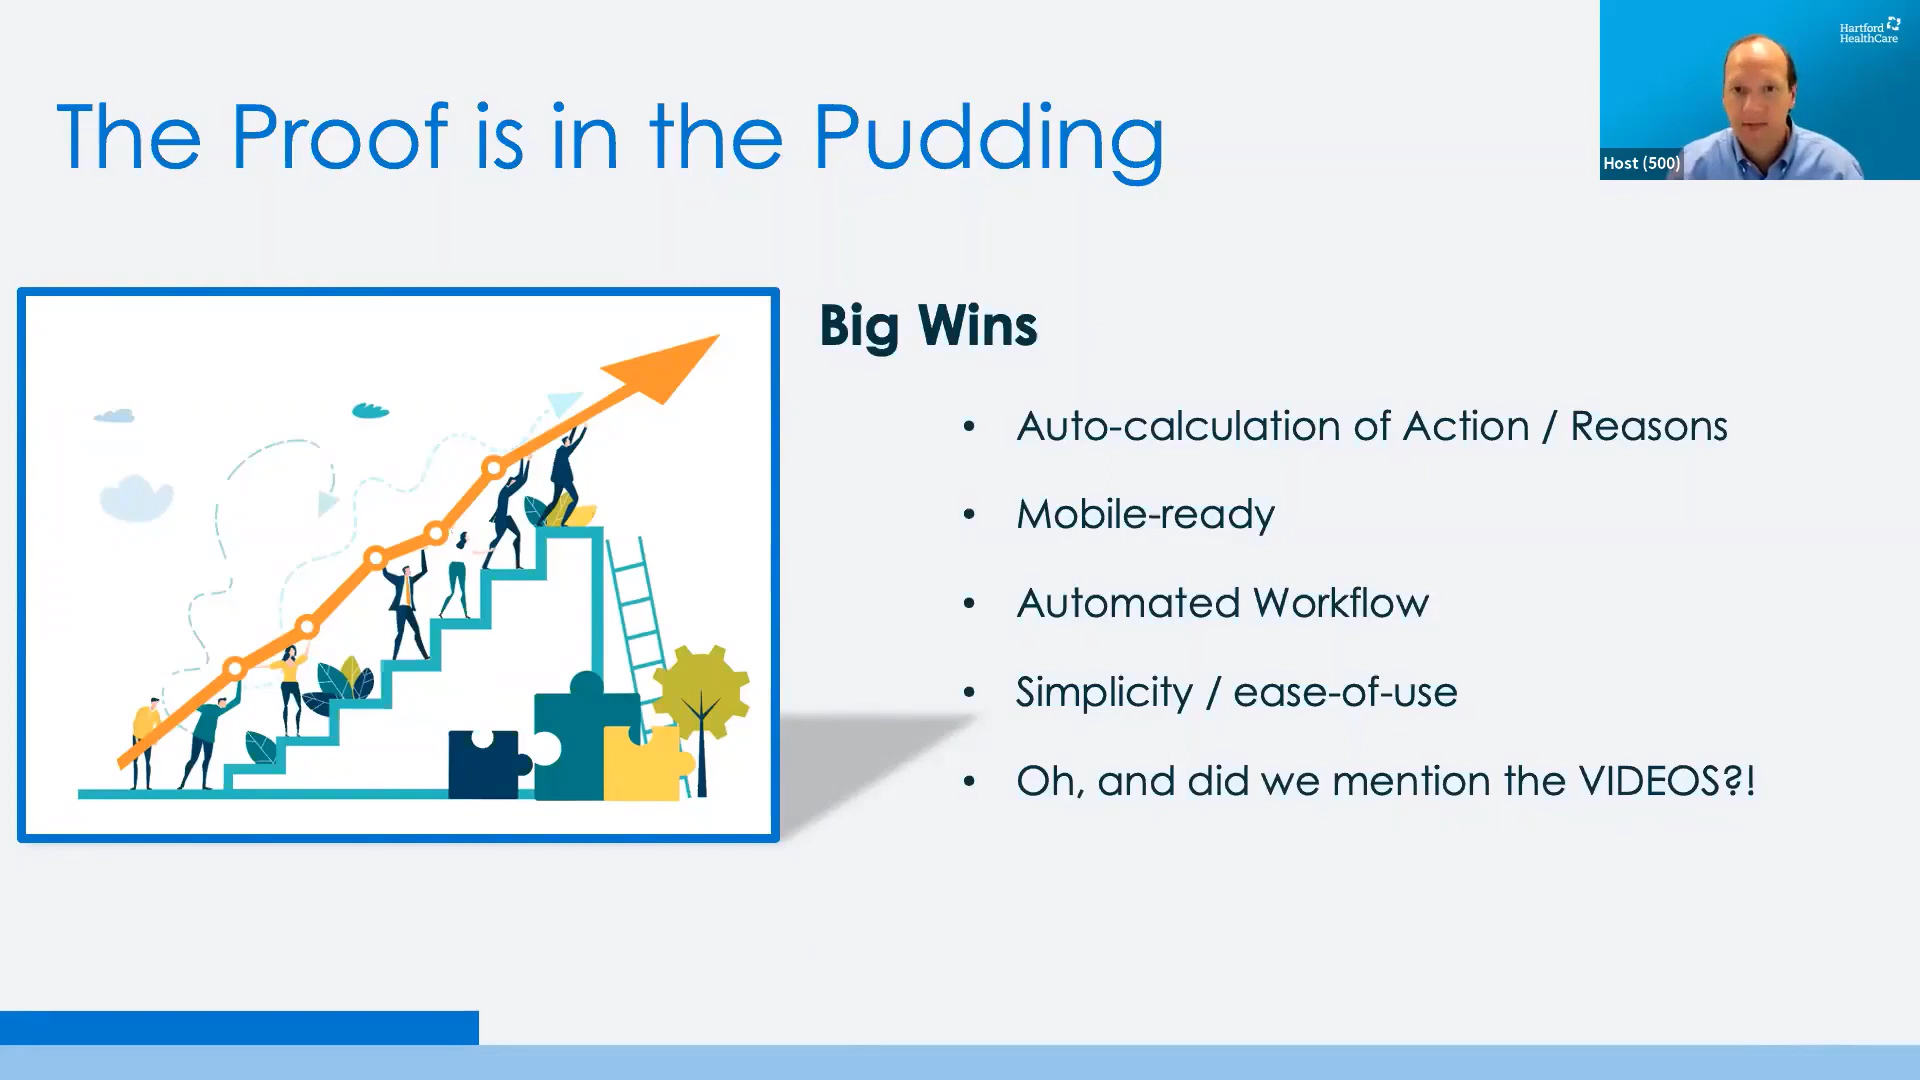 Hartford
HealthCare
Host (500)
The Proof is in the Pudding
Big Wins
• Auto-calculation of Action / Reasons
• Mobile-ready
• Automated Workflow
• Simplicity / ease-of-use
• Oh, and did we mention the VIDEOS?!